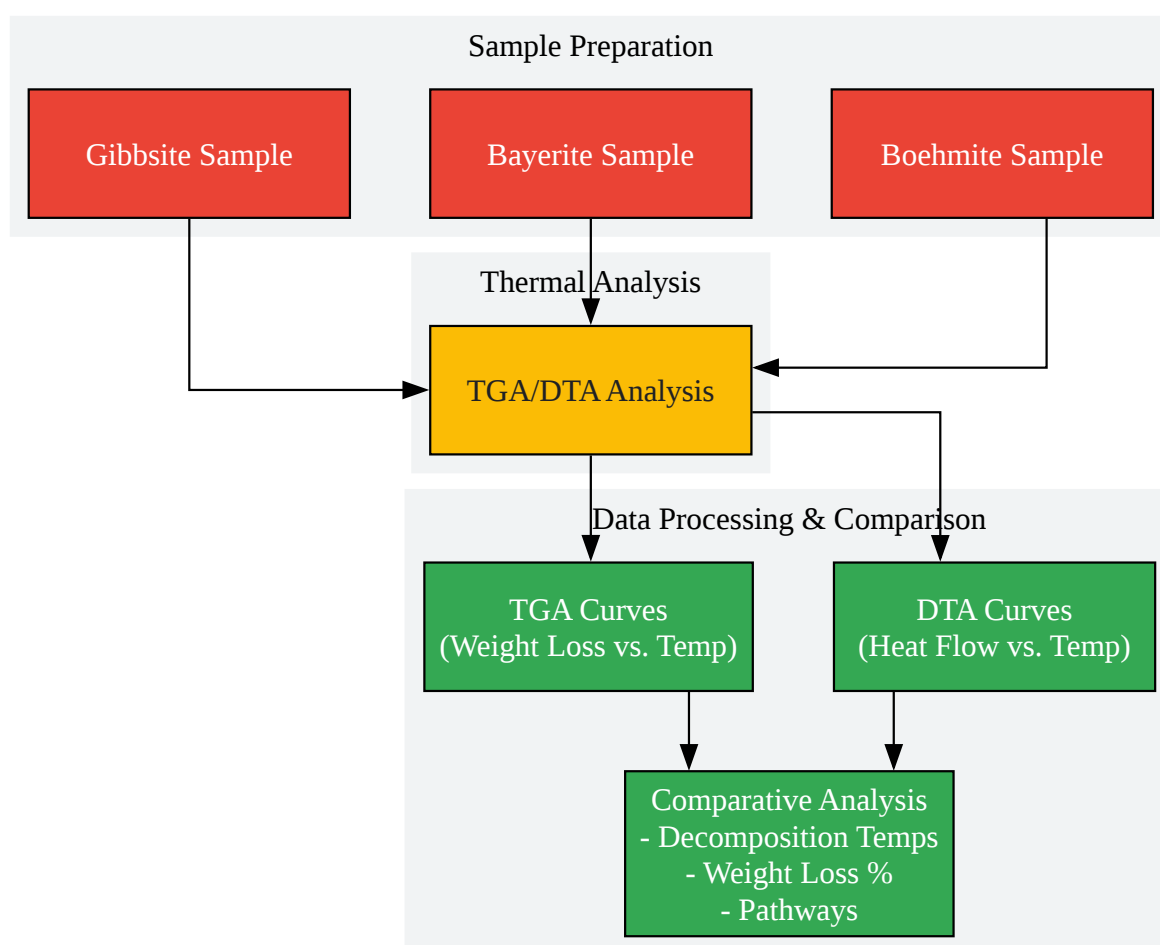 Sample Preparation
Gibbsite Sample
Bayerite Sample
Boehmite Sample
Thermal Analysis
TGA/DTA Analysis
Data Processing & Comparison
TGA Curves
(Weight Loss vs. Temp)
DTA Curves
(Heat Flow vs. Temp)
Comparative Analysis
- Decomposition Temps
- Weight Loss %
- Pathways